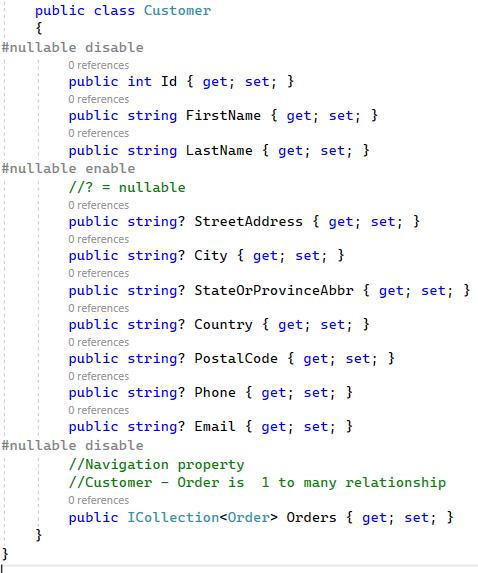 public class Customer
{
#nullable disable
0 references
public int Id { get; set; }
0 references
public string FirstName { get; set; }
0 references
public string LastName { get; set; }
#nullable enable
//? = nullable
0 references
public string? StreetAddress { get; set; }
0 references
public string? City { get; set; }
0 references
public string? StateOrProvinceAbbr { get; set; }
0 references
public string? Country { get; set; }
0 references
public string? PostalCode { get; set; }
0 references
public string? Phone { get; set; }
0 references
public string? Email { get; set; }
#nullable disable
//Navigation property
//Customer - Order is  1 to many relationship
0 references
public ICollection<Order> Orders { get; set; }
}
}